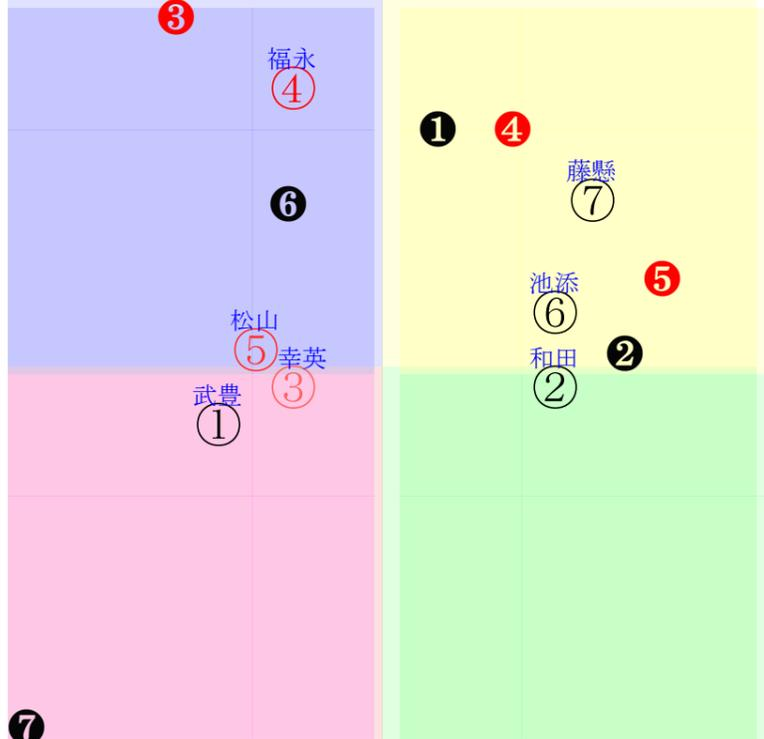 ❸
福永
④
❶
❹
藤懸
⑦
❻
池添
⑥
❺
松山
⑤
幸英
③
和田
②
❷
武豊
①
❼